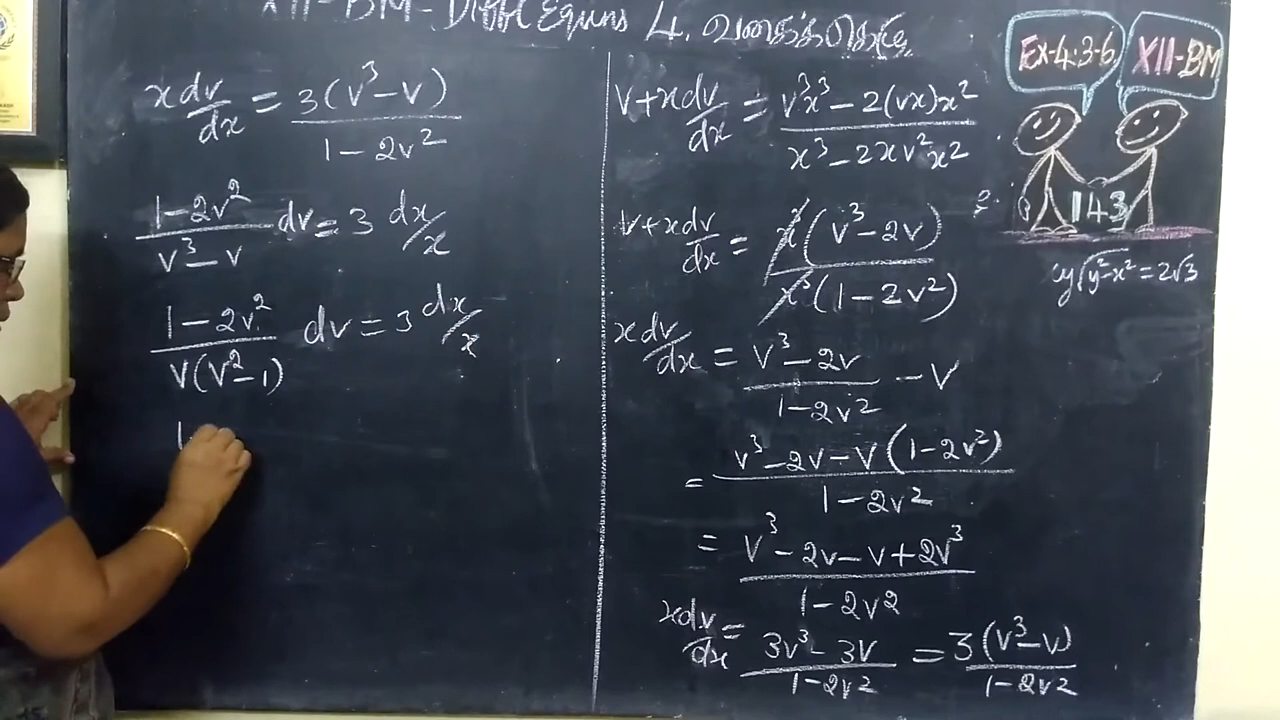 XII-BM-Diffl Equns 4.
x dv/dx = 3(v³-v)/1-2v²
1-2v²/v³-v dv = 3 dx/x
1-2v²/v(v²-1) dv = 3 dx/x
v+x dv/dx = v³x³-2(vx)x²/x³-2xv²x²
v+x dv/dx = x³(v³-2v)/x³(1-2v²)
x dv/dx = v³-2v/1-2v² -v
= v³-2v-v(1-2v²)/1-2v²
= v³-2v-v+2v³/1-2v²
x dv/dx = 3v³-3v/1-2v² = 3(v³-v)/1-2v²
Ex-4.3-6
XII-BM
143
y√y²-x² = 2√3